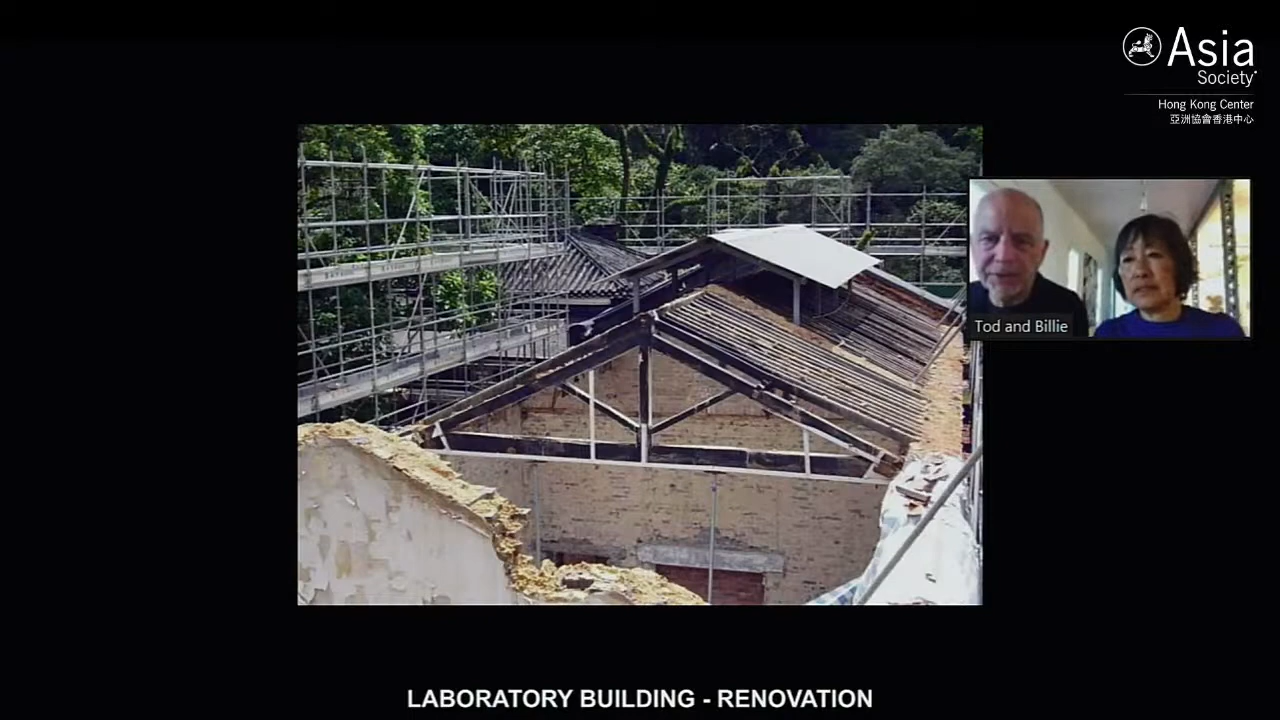 Asia
Society
Hong Kong Center
亞洲協會香港中心
Tod and Billie
LABORATORY BUILDING - RENOVATION